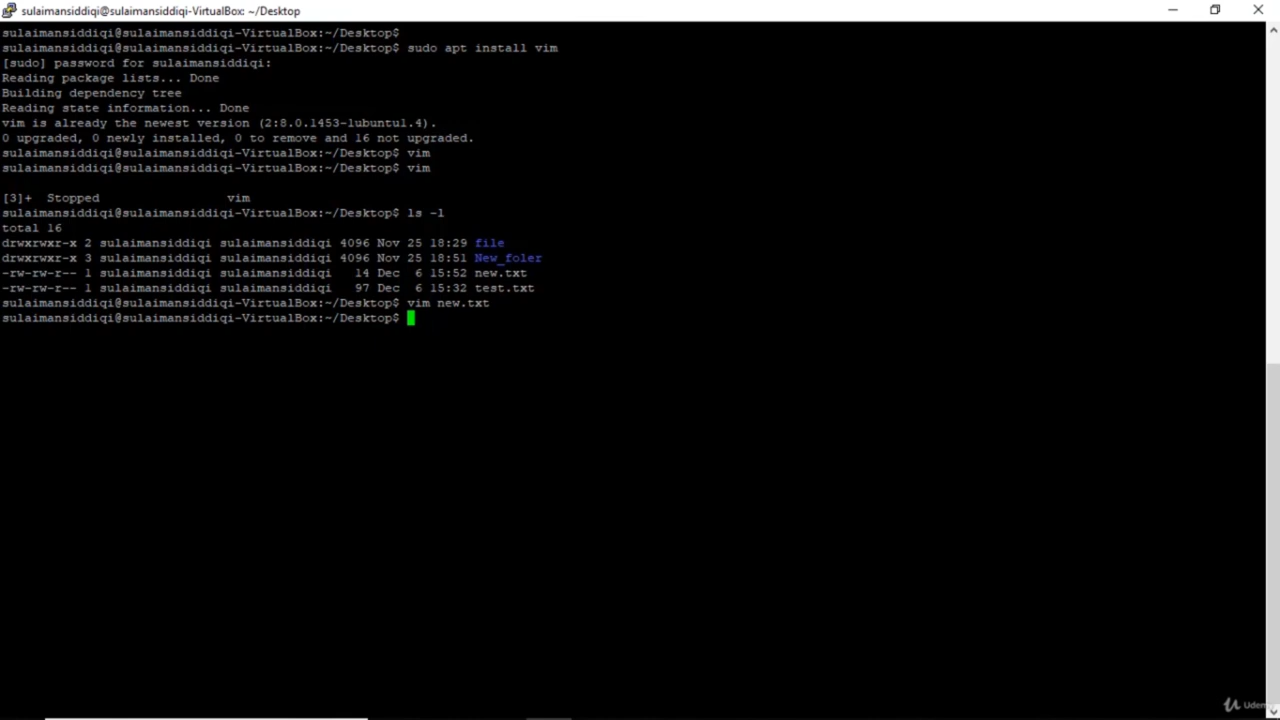 sulaimansiddiqi@sulaimansiddiqi-VirtualBox: ~/Desktop
sulaimansiddiqi@sulaimansiddiqi-VirtualBox:~/Desktop$
sulaimansiddiqi@sulaimansiddiqi-VirtualBox:~/Desktop$ sudo apt install vim
[sudo] password for sulaimansiddiqi:
Reading package lists... Done
Building dependency tree
Reading state information... Done
vim is already the newest version (2:8.0.1453-1ubuntu1.4).
0 upgraded, 0 newly installed, 0 to remove and 16 not upgraded.
sulaimansiddiqi@sulaimansiddiqi-VirtualBox:~/Desktop$ vim
sulaimansiddiqi@sulaimansiddiqi-VirtualBox:~/Desktop$ vim
[3]+  Stopped                 vim
sulaimansiddiqi@sulaimansiddiqi-VirtualBox:~/Desktop$ ls -l
total 16
drwxrwxr-x 2 sulaimansiddiqi sulaimansiddiqi 4096 Nov 25 18:29 file
drwxrwxr-x 3 sulaimansiddiqi sulaimansiddiqi 4096 Nov 25 18:51 New_foler
-rw-rw-r-- 1 sulaimansiddiqi sulaimansiddiqi   14 Dec  6 15:52 new.txt
-rw-rw-r-- 1 sulaimansiddiqi sulaimansiddiqi   97 Dec  6 15:32 test.txt
sulaimansiddiqi@sulaimansiddiqi-VirtualBox:~/Desktop$ vim new.txt
sulaimansiddiqi@sulaimansiddiqi-VirtualBox:~/Desktop$